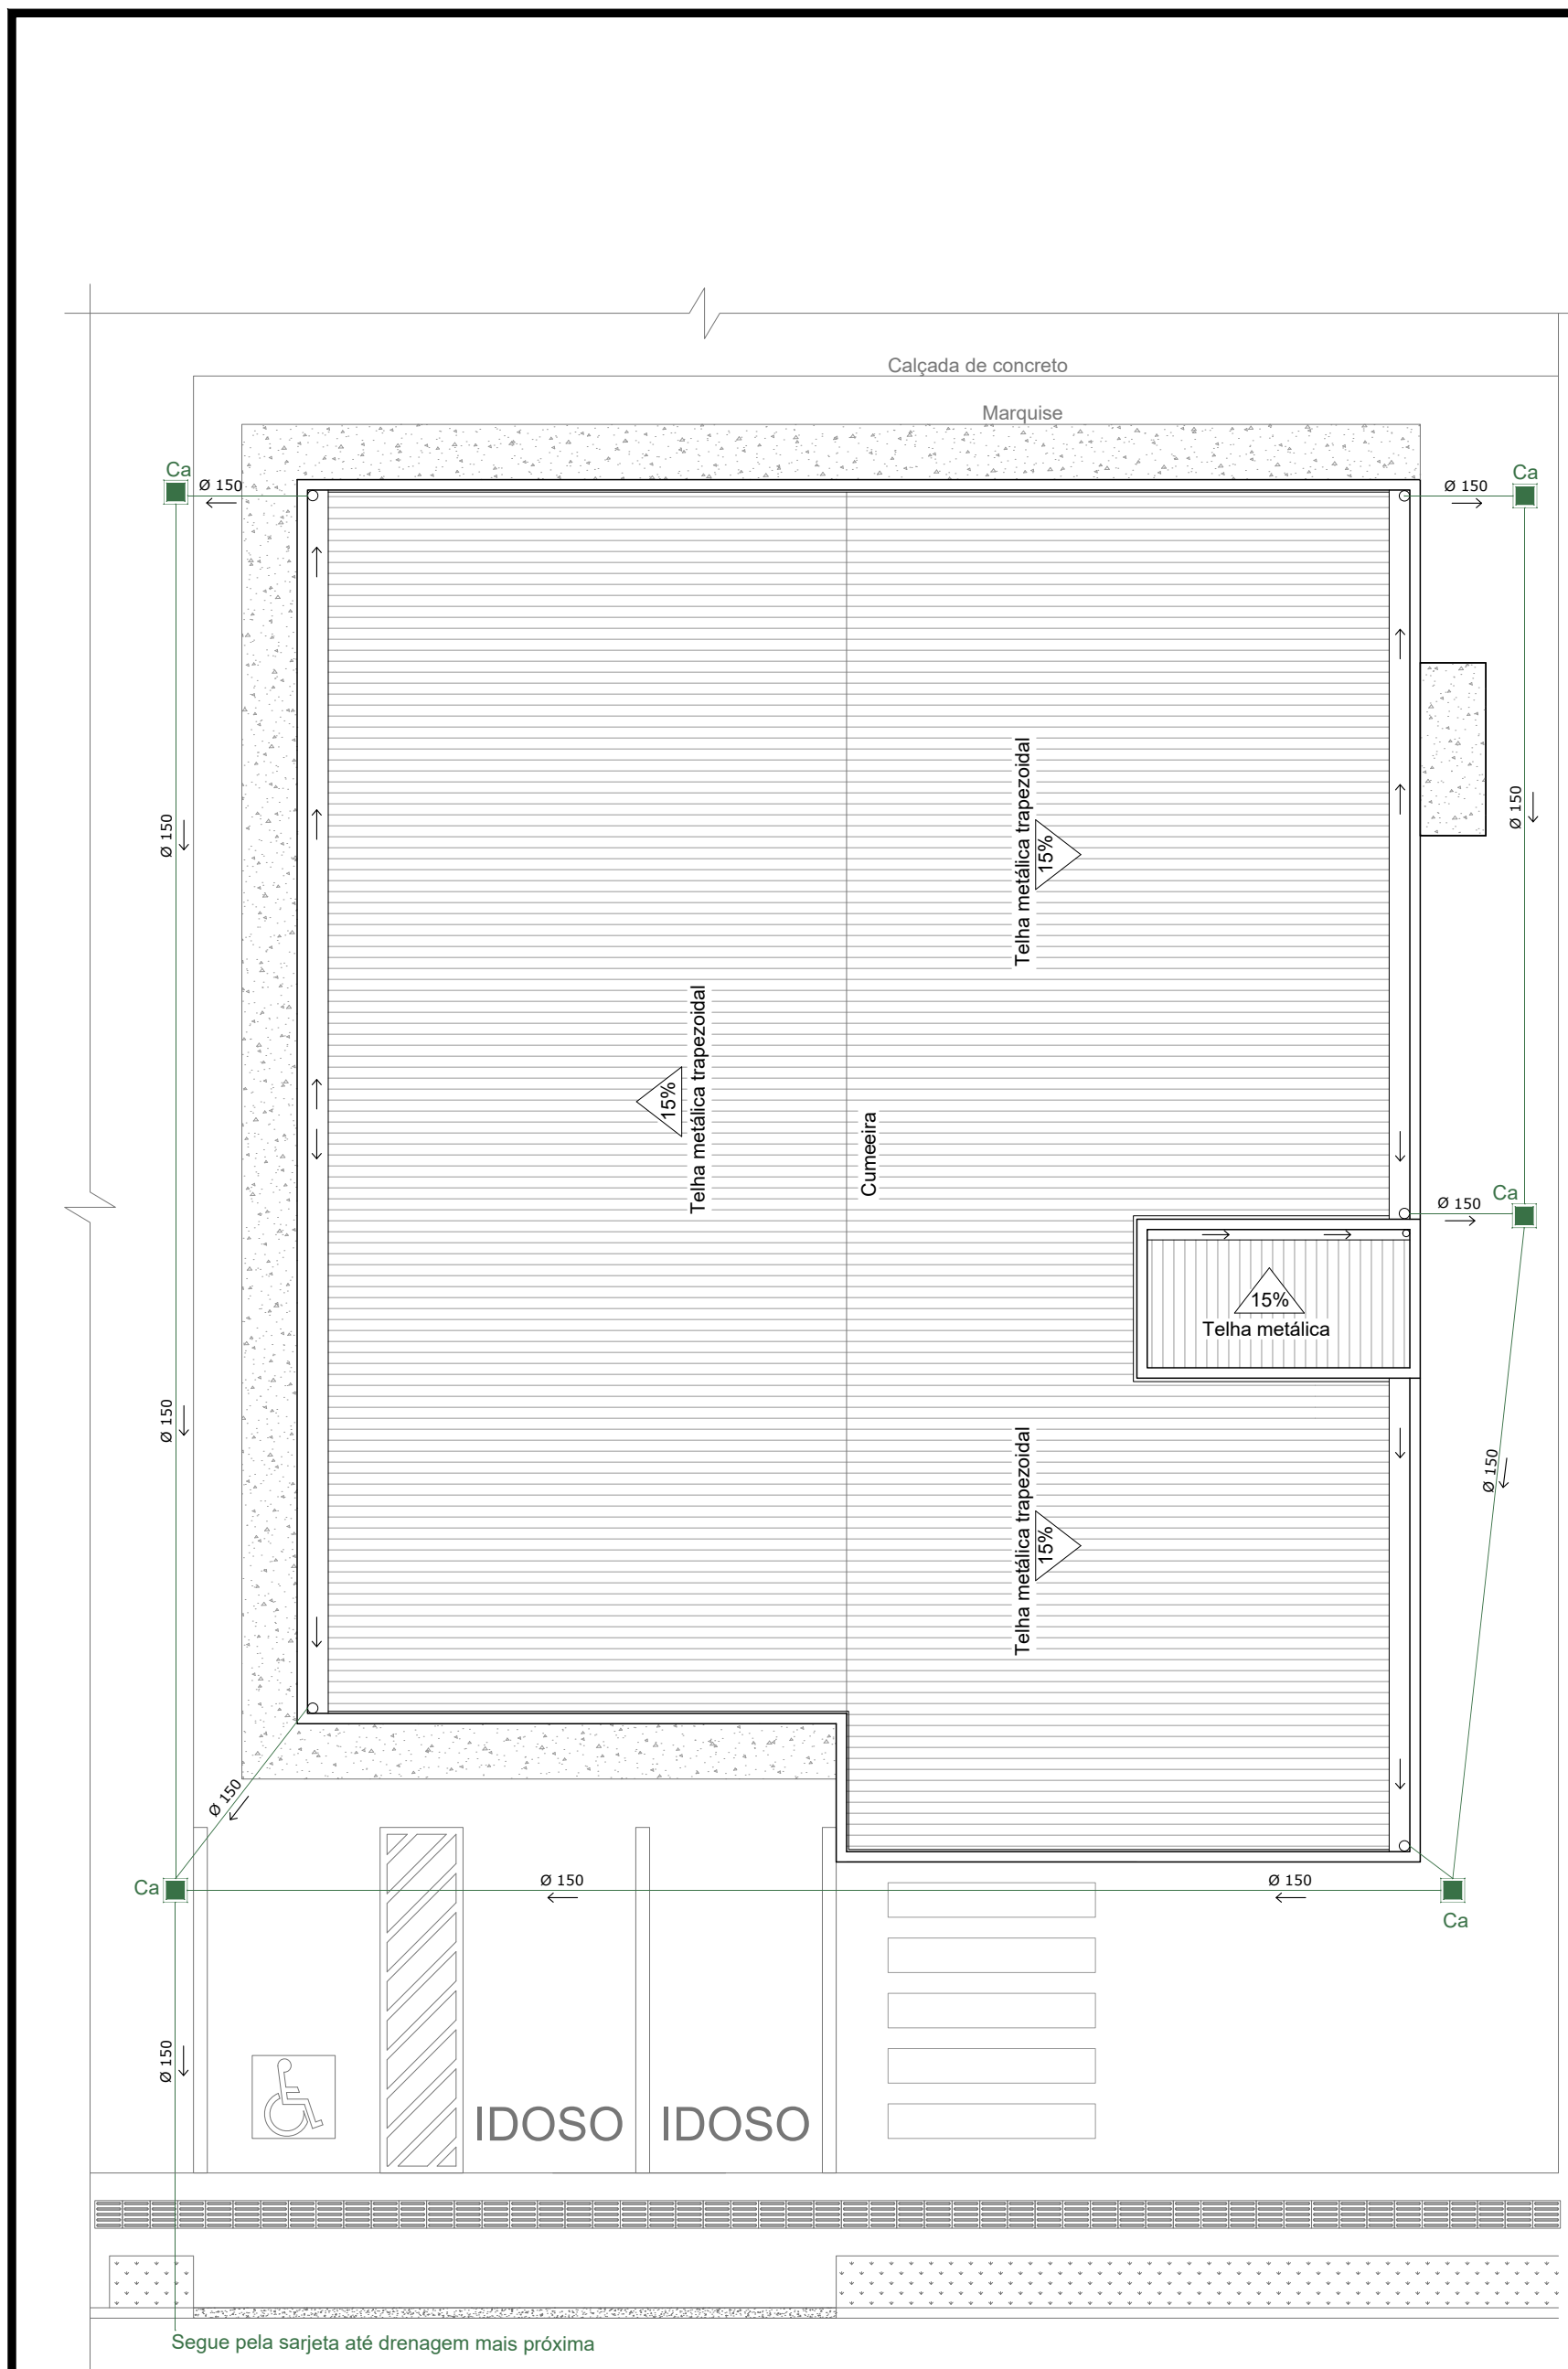 Calçada de concreto
Marquise
Ca
Ø 150
Ø 150
Ca
Telha metálica trapezoidal
15%
Ø 150
Ø 150
Telha metálica trapezoidal
15%
Cumeeira
Ca
Ø 150
15%
Telha metálica
Ø 150
Telha metálica trapezoidal
15%
Ø 150
Ø 150
Ca
Ø 150
Ø 150
Ca
Ø 150
IDOSO
IDOSO
Segue pela sarjeta até drenagem mais próxima